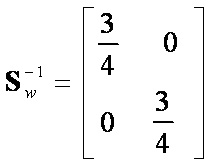 S_w^{-1} = [ 3/4 0
0 3/4 ]